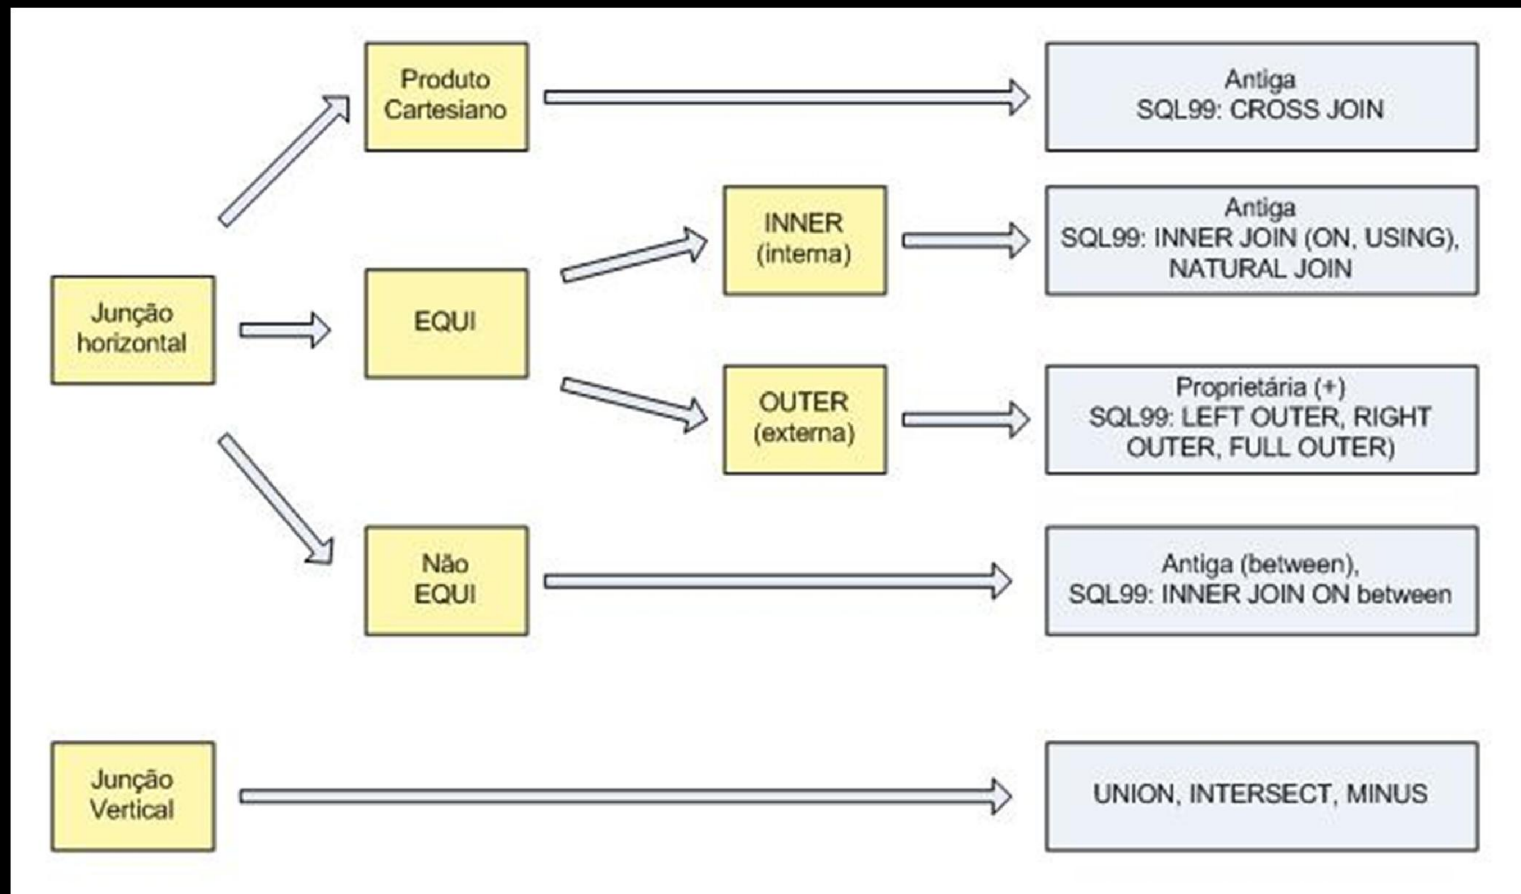 Produto
Cartesiano
Antiga
SQL99: CROSS JOIN
INNER
(interna)
Antiga
SQL99: INNER JOIN (ON, USING),
NATURAL JOIN
Junção
horizontal
EQUI
OUTER
(externa)
Proprietária (+)
SQL99: LEFT OUTER, RIGHT
OUTER, FULL OUTER)
Não
EQUI
Antiga (between),
SQL99: INNER JOIN ON between
Junção
Vertical
UNION, INTERSECT, MINUS